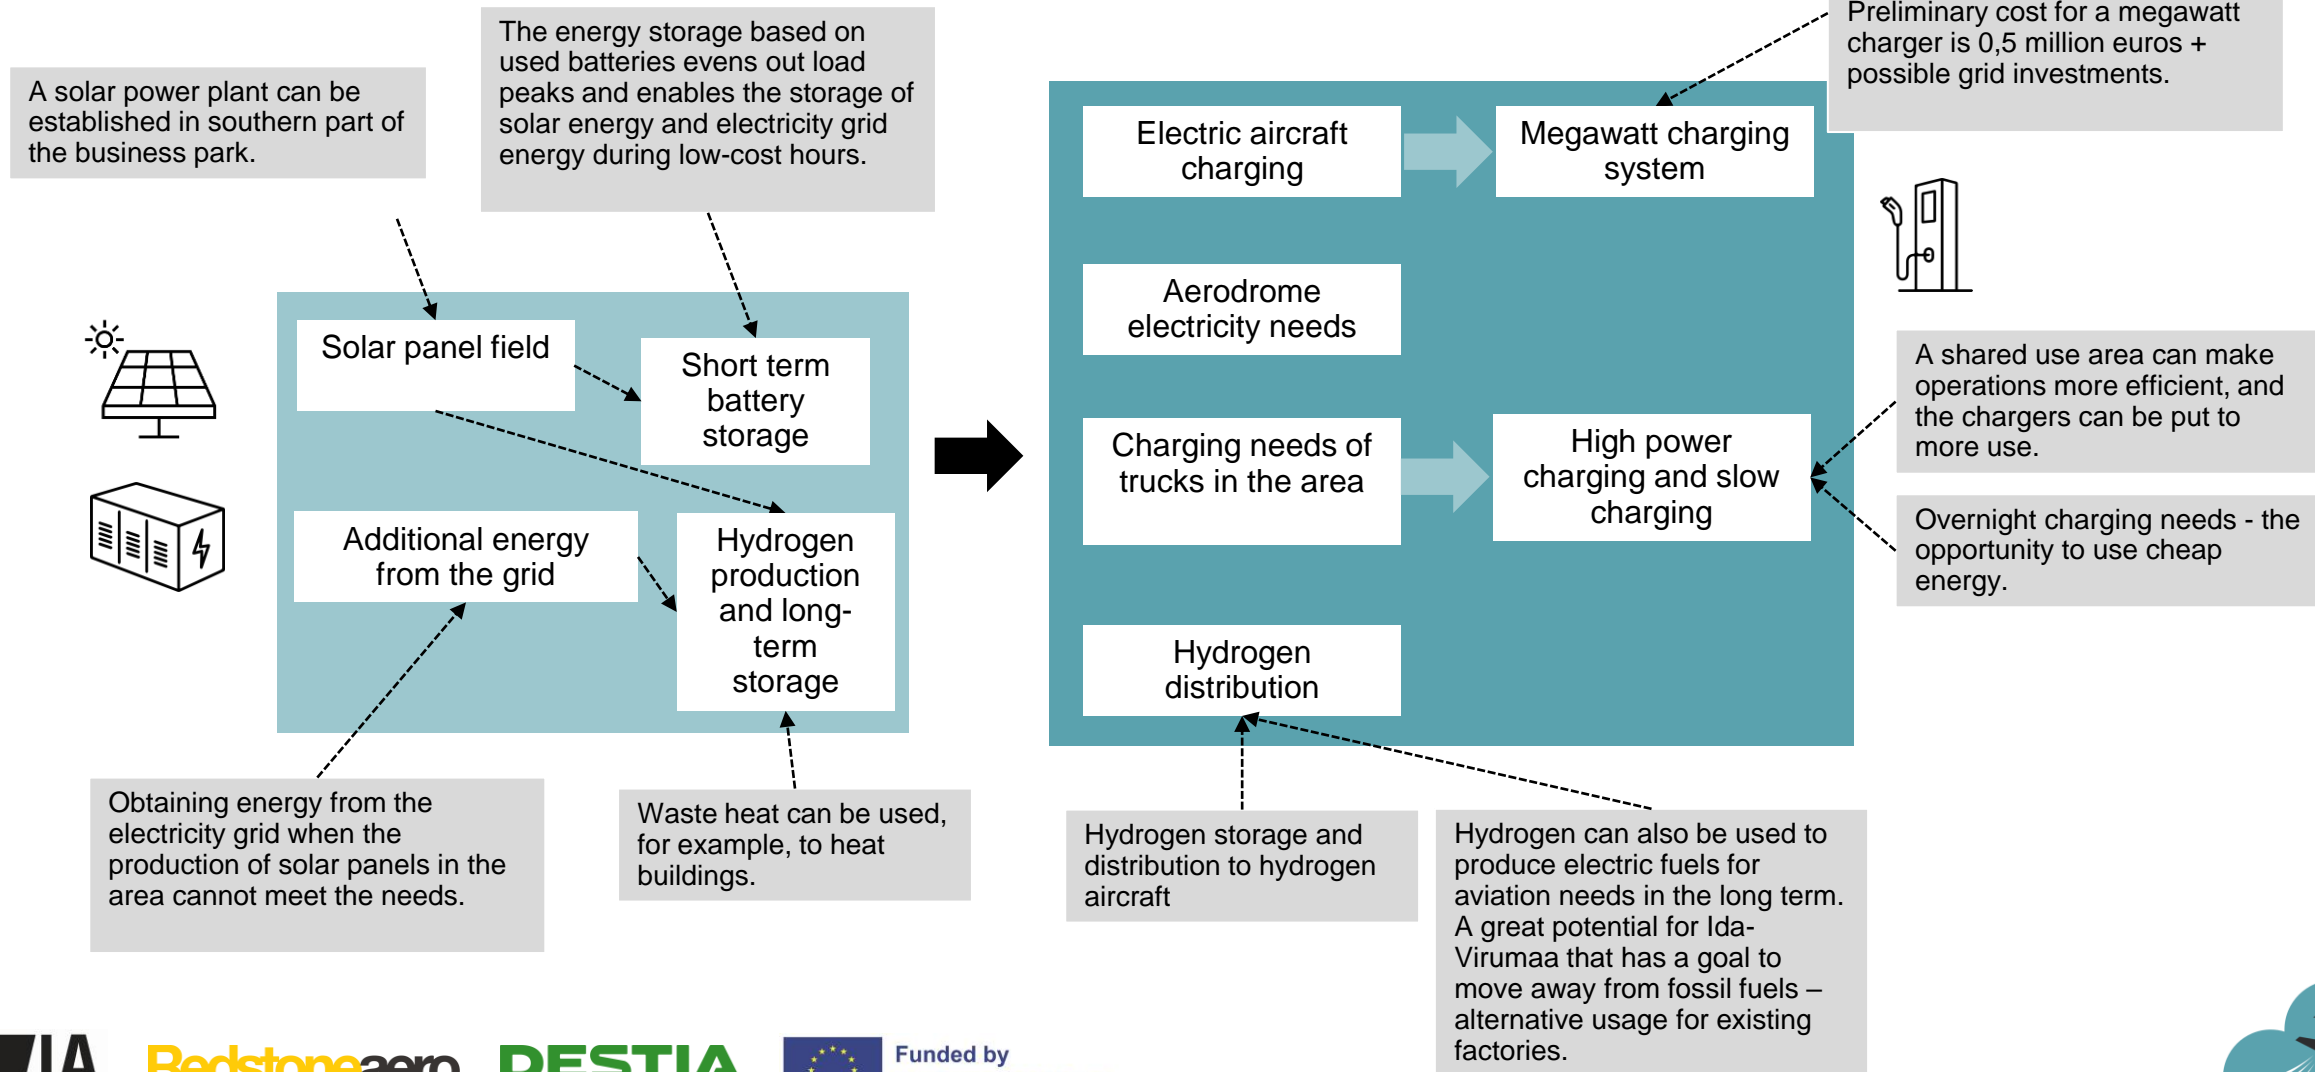 A solar power plant can be
established in southern part of
the business park.
The energy storage based on
used batteries evens out load
peaks and enables the storage of
solar energy and electricity grid
energy during low-cost hours.
Preliminary cost for a megawatt
charger is 0,5 million euros +
possible grid investments.
Solar panel field
Short term
battery
storage
Additional energy
from the grid
Hydrogen
production
and long-
term
storage
Electric aircraft
charging
Megawatt charging
system
Aerodrome
electricity needs
Charging needs of
trucks in the area
High power
charging and slow
charging
Hydrogen
distribution
A shared use area can make
operations more efficient, and
the chargers can be put to
more use.
Overnight charging needs - the
opportunity to use cheap
energy.
Obtaining energy from the
electricity grid when the
production of solar panels in the
area cannot meet the needs.
Waste heat can be used,
for example, to heat
buildings.
Hydrogen storage and
distribution to hydrogen
aircraft
Hydrogen can also be used to
produce electric fuels for
aviation needs in the long term.
A great potential for Ida-
Virumaa that has a goal to
move away from fossil fuels –
alternative usage for existing
factories.
Redstoneaero
DESTIA
Funded by